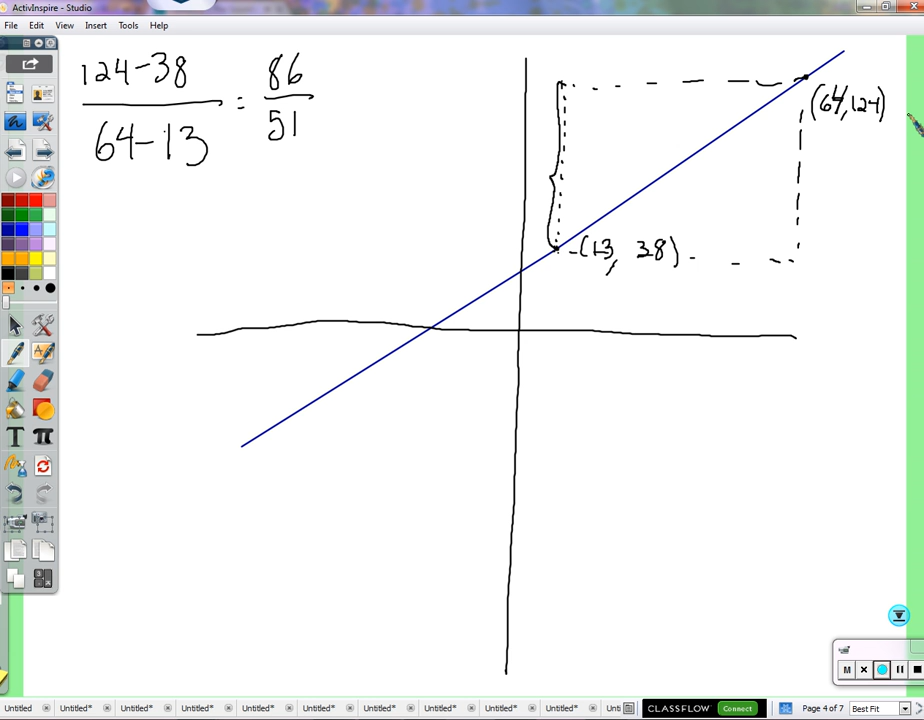 ActivInspire - Studio
File Edit View Insert Tools Help
124-38
64-13
=
86
51
(64,124)
(13, 38)
M
Untitled Untitled* Untitled* Untitled* Untitled* Untitled* Untitled* Untitled* Untitled* Untitled* Unti
CLASSFLOW Connect
Page 4 of 7
Best Fit